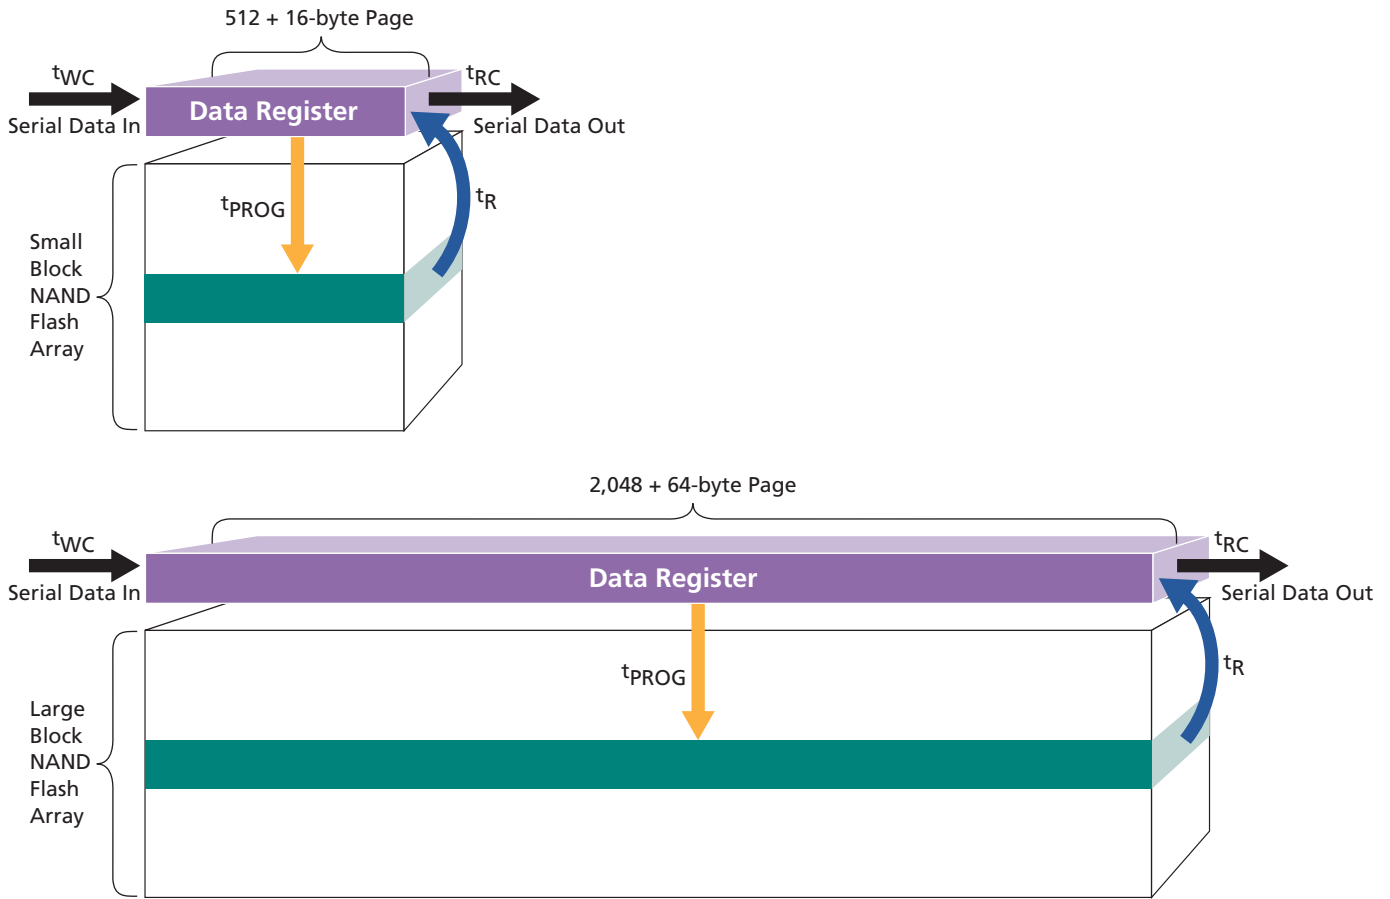 512 + 16-byte Page
tWC
tRC
Data Register
Serial Data In
Serial Data Out
tPROG
tR
Small
Block
NAND
Flash
Array
2,048 + 64-byte Page
tWC
tRC
Data Register
Serial Data In
Serial Data Out
tPROG
tR
Large
Block
NAND
Flash
Array